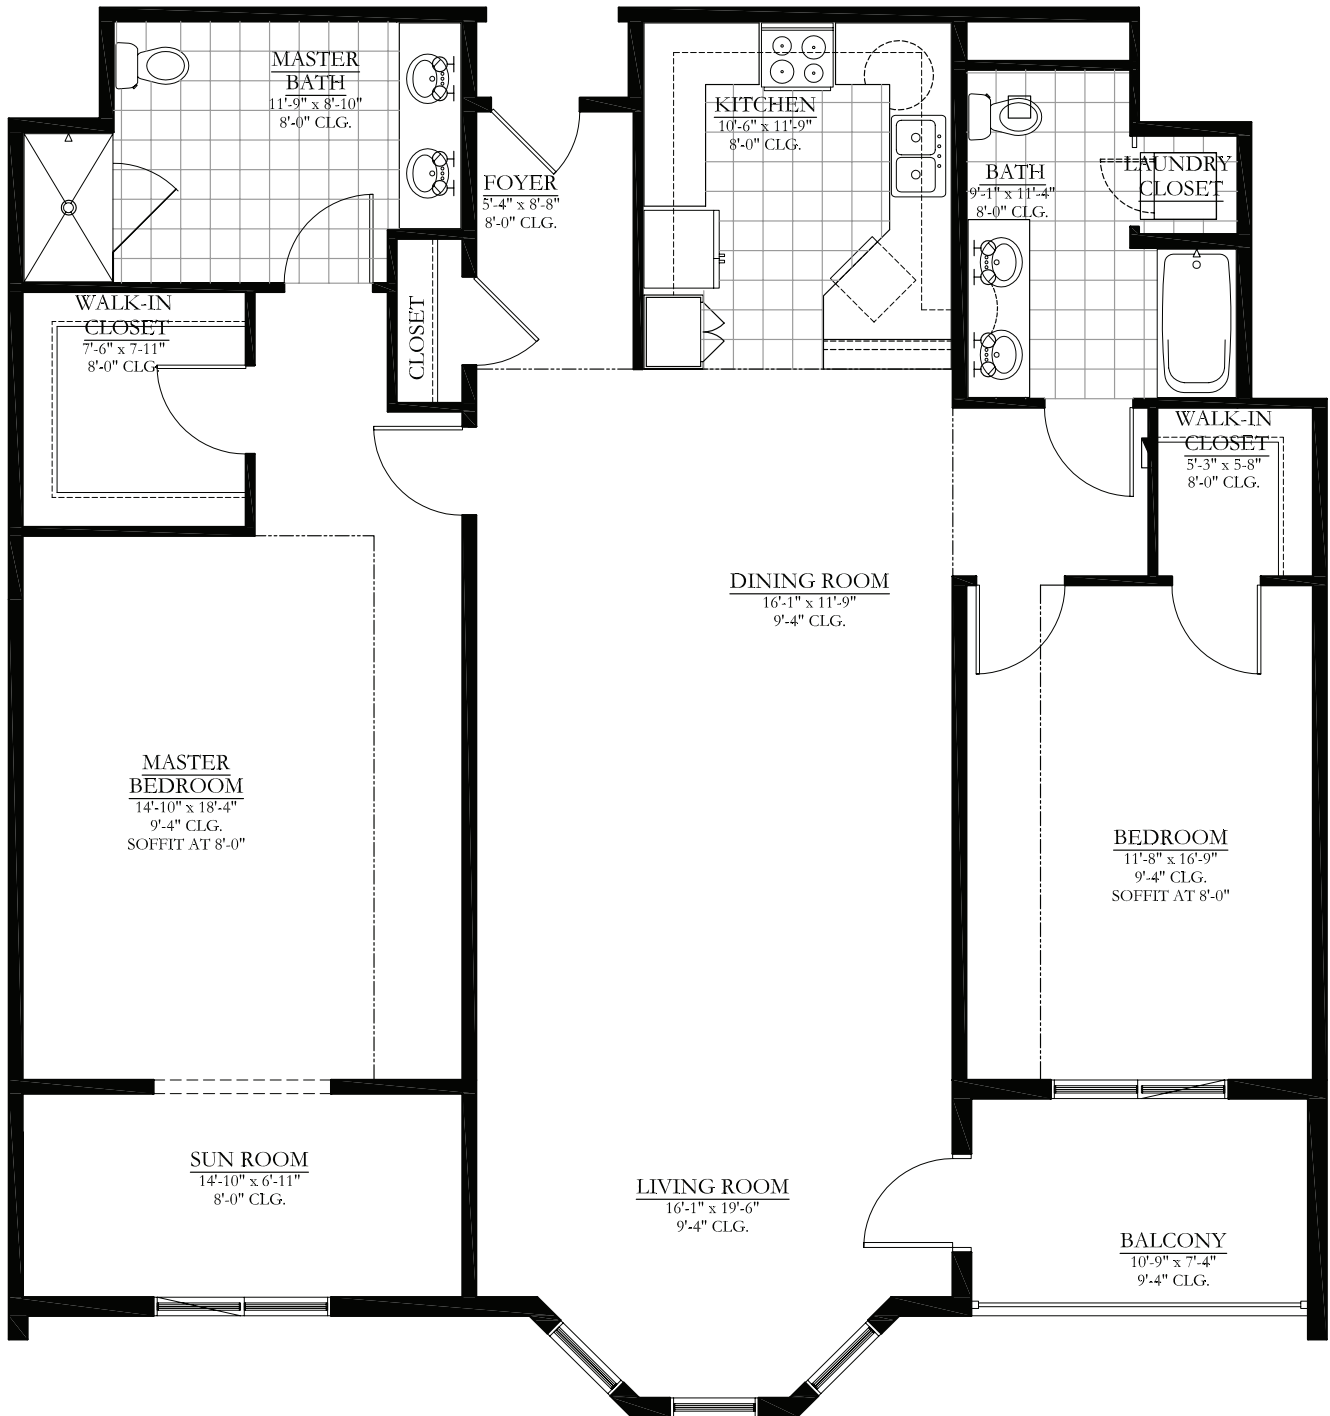 MASTER
BATH
11'-9" x 8'-10"
8'-0" CLG.
KITCHEN
10'-6" x 11'-9"
8'-0" CLG.
FOYER
5'-4" x 8'-8"
8'-0" CLG.
BATH
9'-1" x 11'-4"
8'-0" CLG.
LAUNDRY
CLOSET
WALK-IN
CLOSET
7'-6" x 7-11"
8'-0" CLG.
CLOSET
WALK-IN
CLOSET
5'-3" x 5-8"
8'-0" CLG.
DINING ROOM
16'-1" x 11'-9"
9'-4" CLG.
MASTER
BEDROOM
14'-10" x 18'-4"
9'-4" CLG.
SOFFIT AT 8'-0"
BEDROOM
11'-8" x 16'-9"
9'-4" CLG.
SOFFIT AT 8'-0"
SUN ROOM
14'-10" x 6'-11"
8'-0" CLG.
LIVING ROOM
16'-1" x 19'-6"
9'-4" CLG.
BALCONY
10'-9" x 7'-4"
9'-4" CLG.